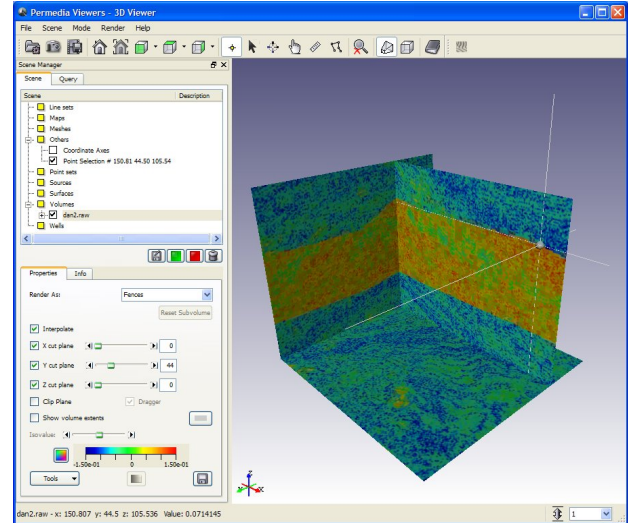 Permedia Viewers - 3D Viewer
File Scene Mode Render Help
Scene Manager
Scene Query
Scene Description
Line sets
Maps
Meshes
Others
Coordinate Axes
Point Selection # 150.81 44.50 105.54
Point sets
Sources
Surfaces
Volumes
dan2.raw
Wells
Properties Info
Render As: Fences
Reset Subvolume
Interpolate
X cut plane 0
Y cut plane 44
Z cut plane 0
Clip Plane Dragger
Show volume extents
Isovalue:
-1.50e-01 0 1.50e-01
Tools
dan2.raw - x: 150.807 y: 44.5 z: 105.536 Value: 0.0714145
1